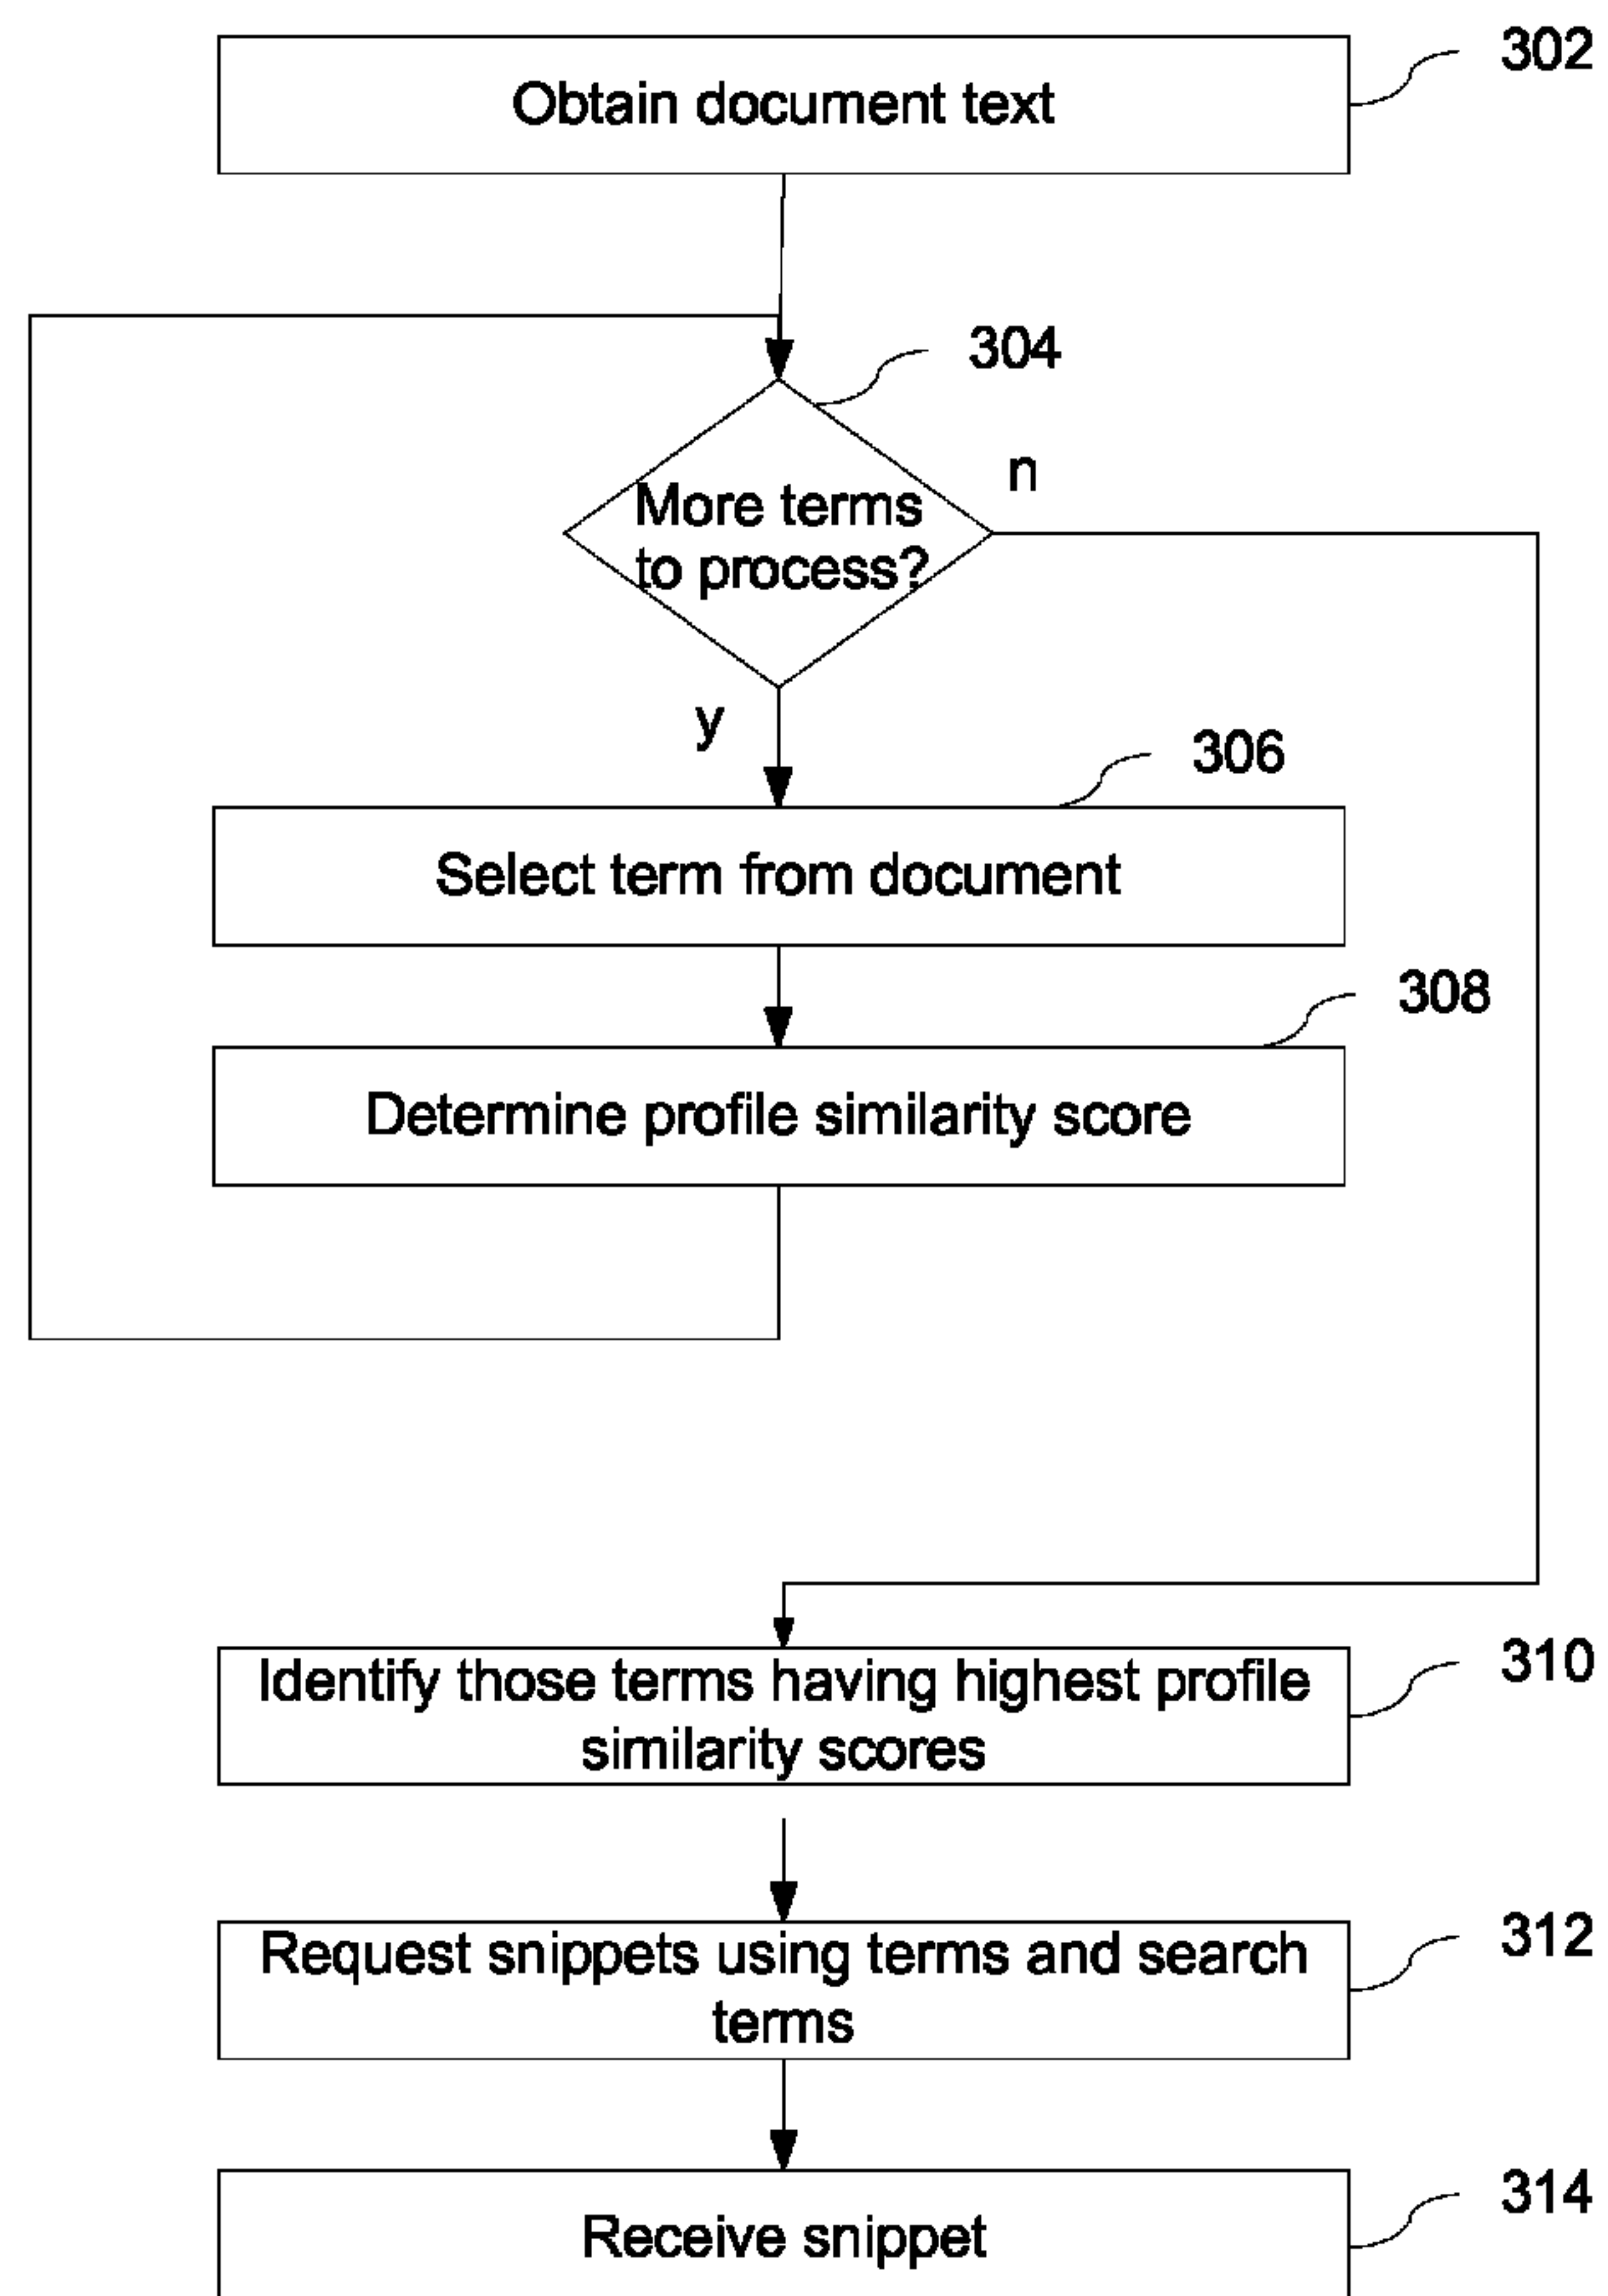 302
Obtain document text
304
n
More terms
to process?
y
306
Select term from document
308
Determine profile similarity score
310
Identify those terms having highest profile
similarity scores
312
Request snippets using terms and search
terms
314
Receive snippet